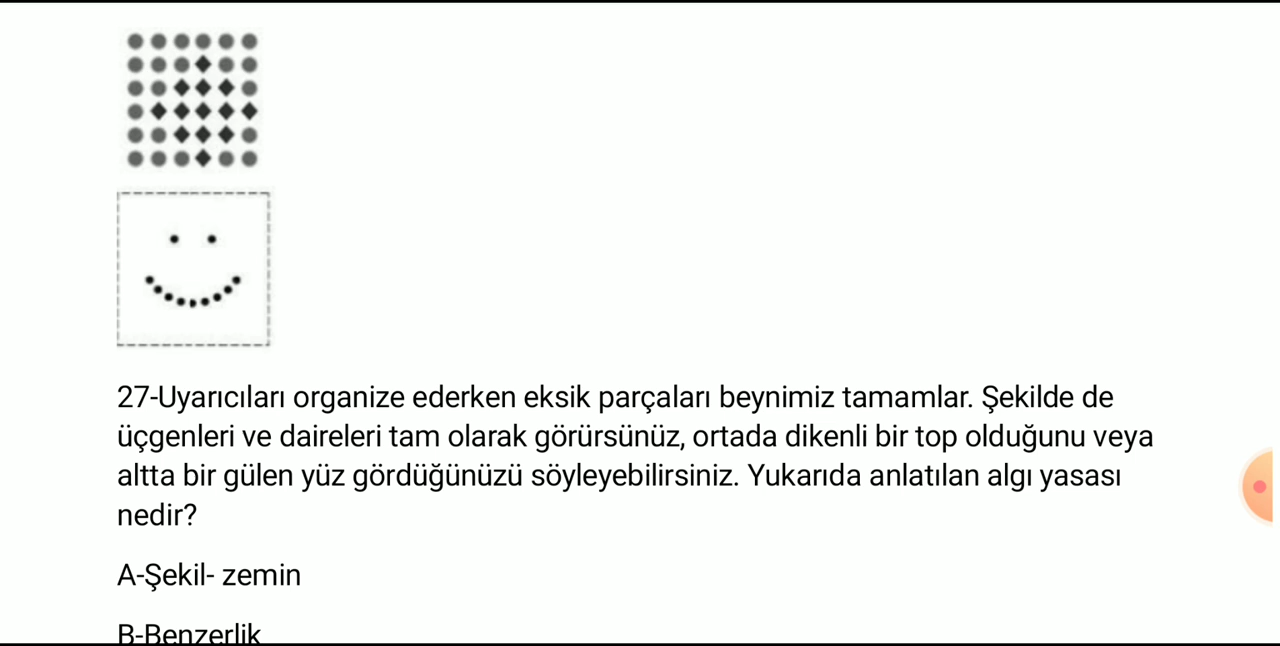 27-Uyarıcıları organize ederken eksik parçaları beynimiz tamamlar. Şekilde de
üçgenleri ve daireleri tam olarak görürsünüz, ortada dikenli bir top olduğunu veya
altta bir gülen yüz gördüğünüzü söyleyebilirsiniz. Yukarıda anlatılan algı yasası
nedir?
A-Şekil- zemin
B-Benzerlik